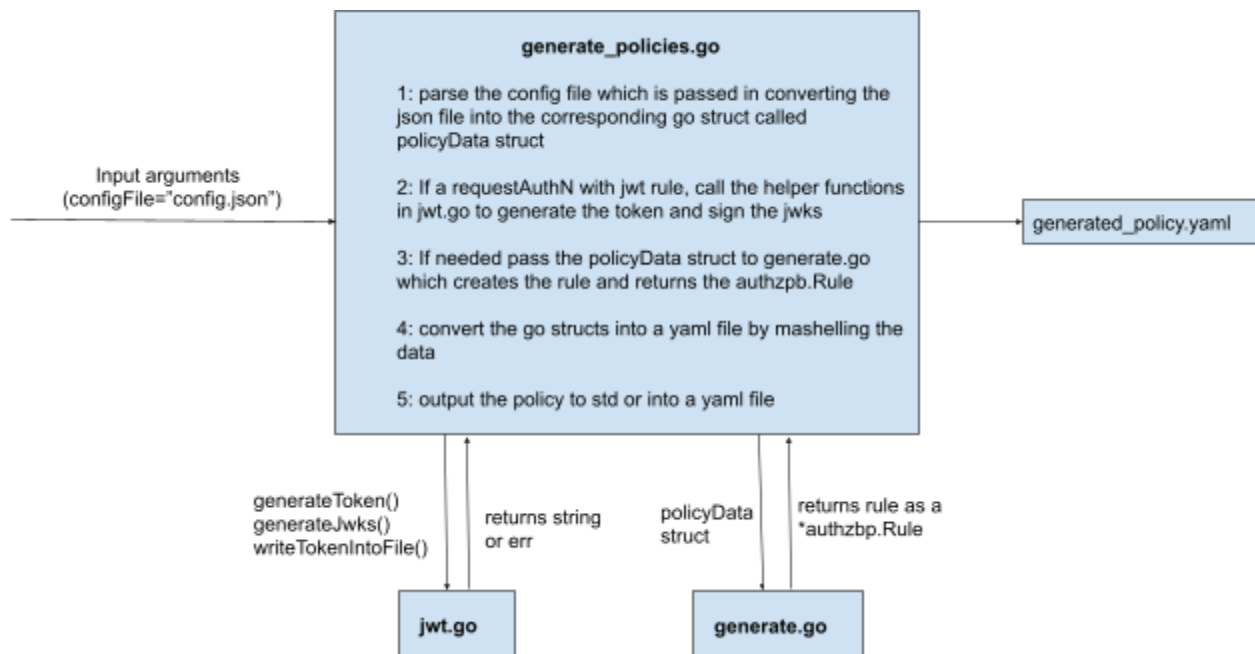 generate_policies.go
1: parse the config file which is passed in converting the
json file into the corresponding go struct called
policyData struct
2: If a requestAuthN with jwt rule, call the helper functions
in jwt.go to generate the token and sign the jwks
3: If needed pass the policyData struct to generate.go
which creates the rule and returns the authzpb.Rule
4: convert the go structs into a yaml file by mashelling the
data
5: output the policy to std or into a yaml file
Input arguments
(configFile="config.json")
generated_policy.yaml
generateToken()
generateJwks()
writeTokenIntoFile()
returns string
or err
policyData
struct
returns rule as a
*authzbp.Rule
jwt.go
generate.go